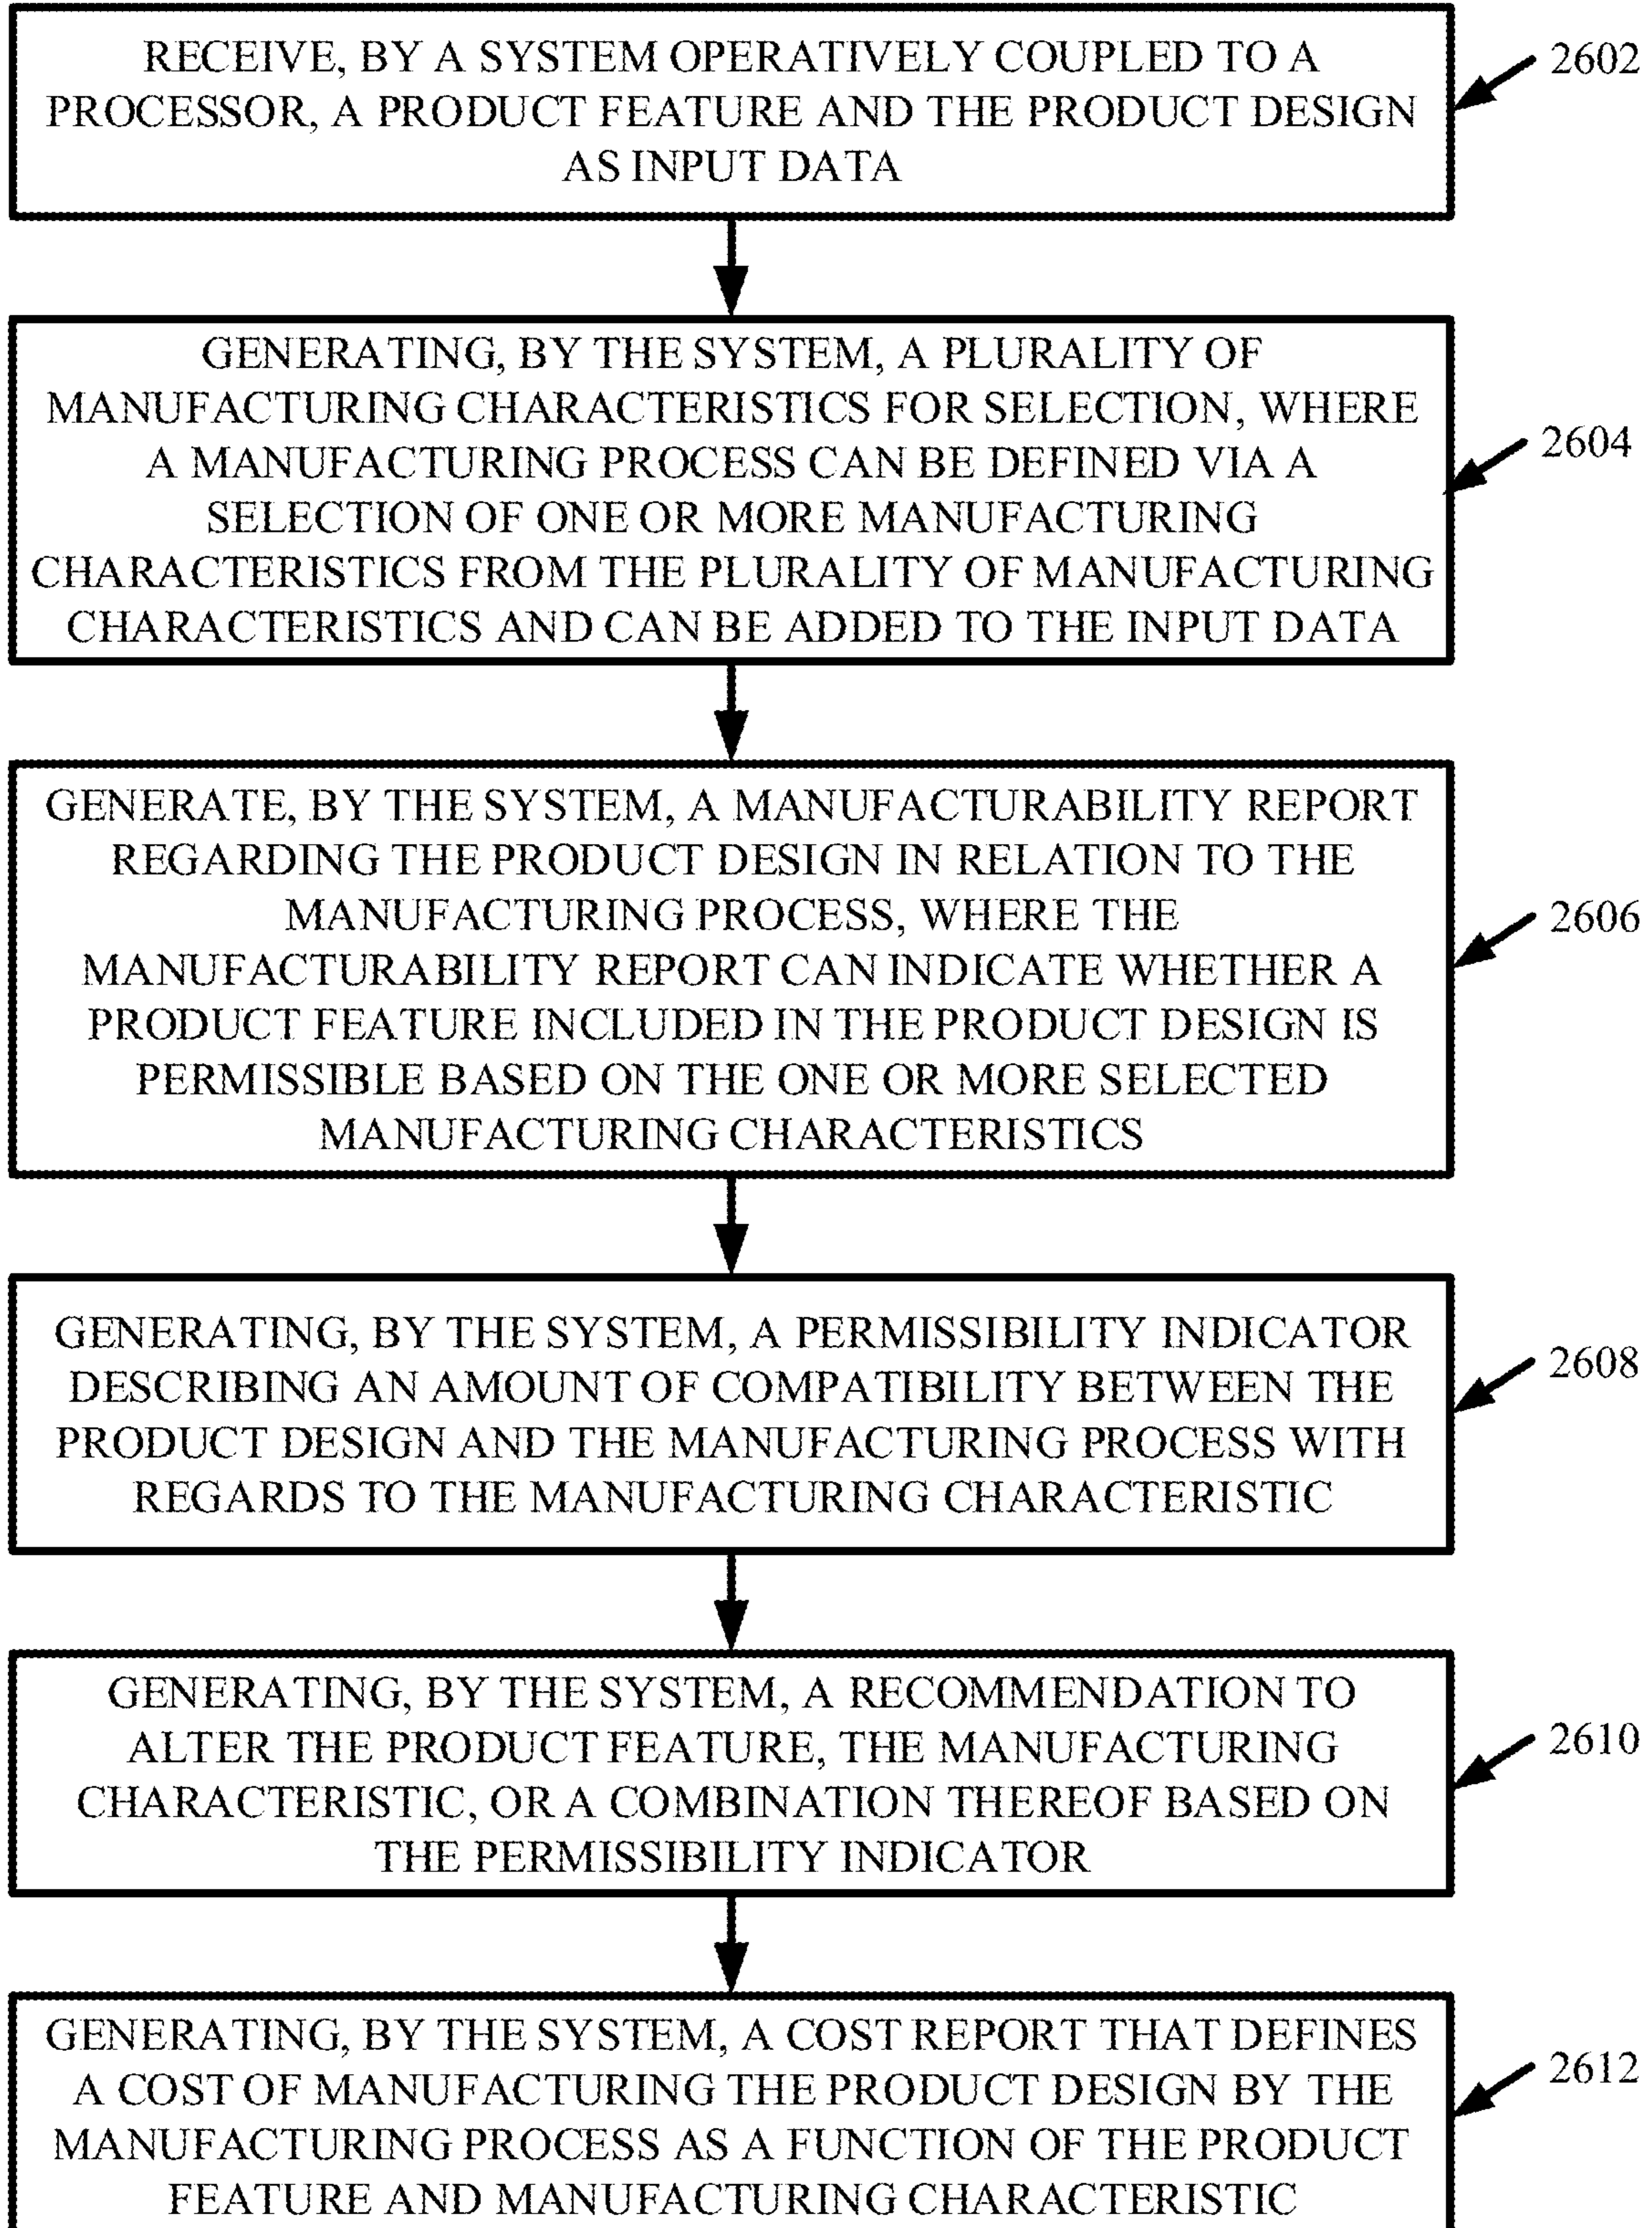 RECEIVE, BY A SYSTEM OPERATIVELY COUPLED TO A
PROCESSOR, A PRODUCT FEATURE AND THE PRODUCT DESIGN
AS INPUT DATA
2602
GENERATING, BY THE SYSTEM, A PLURALITY OF
MANUFACTURING CHARACTERISTICS FOR SELECTION, WHERE
A MANUFACTURING PROCESS CAN BE DEFINED VIA A
SELECTION OF ONE OR MORE MANUFACTURING
CHARACTERISTICS FROM THE PLURALITY OF MANUFACTURING
CHARACTERISTICS AND CAN BE ADDED TO THE INPUT DATA
2604
GENERATE, BY THE SYSTEM, A MANUFACTURABILITY REPORT
REGARDING THE PRODUCT DESIGN IN RELATION TO THE
MANUFACTURING PROCESS, WHERE THE
MANUFACTURABILITY REPORT CAN INDICATE WHETHER A
PRODUCT FEATURE INCLUDED IN THE PRODUCT DESIGN IS
PERMISSIBLE BASED ON THE ONE OR MORE SELECTED
MANUFACTURING CHARACTERISTICS
2606
GENERATING, BY THE SYSTEM, A PERMISSIBILITY INDICATOR
DESCRIBING AN AMOUNT OF COMPATIBILITY BETWEEN THE
PRODUCT DESIGN AND THE MANUFACTURING PROCESS WITH
REGARDS TO THE MANUFACTURING CHARACTERISTIC
2608
GENERATING, BY THE SYSTEM, A RECOMMENDATION TO
ALTER THE PRODUCT FEATURE, THE MANUFACTURING
CHARACTERISTIC, OR A COMBINATION THEREOF BASED ON
THE PERMISSIBILITY INDICATOR
2610
GENERATING, BY THE SYSTEM, A COST REPORT THAT DEFINES
A COST OF MANUFACTURING THE PRODUCT DESIGN BY THE
MANUFACTURING PROCESS AS A FUNCTION OF THE PRODUCT
FEATURE AND MANUFACTURING CHARACTERISTIC
2612